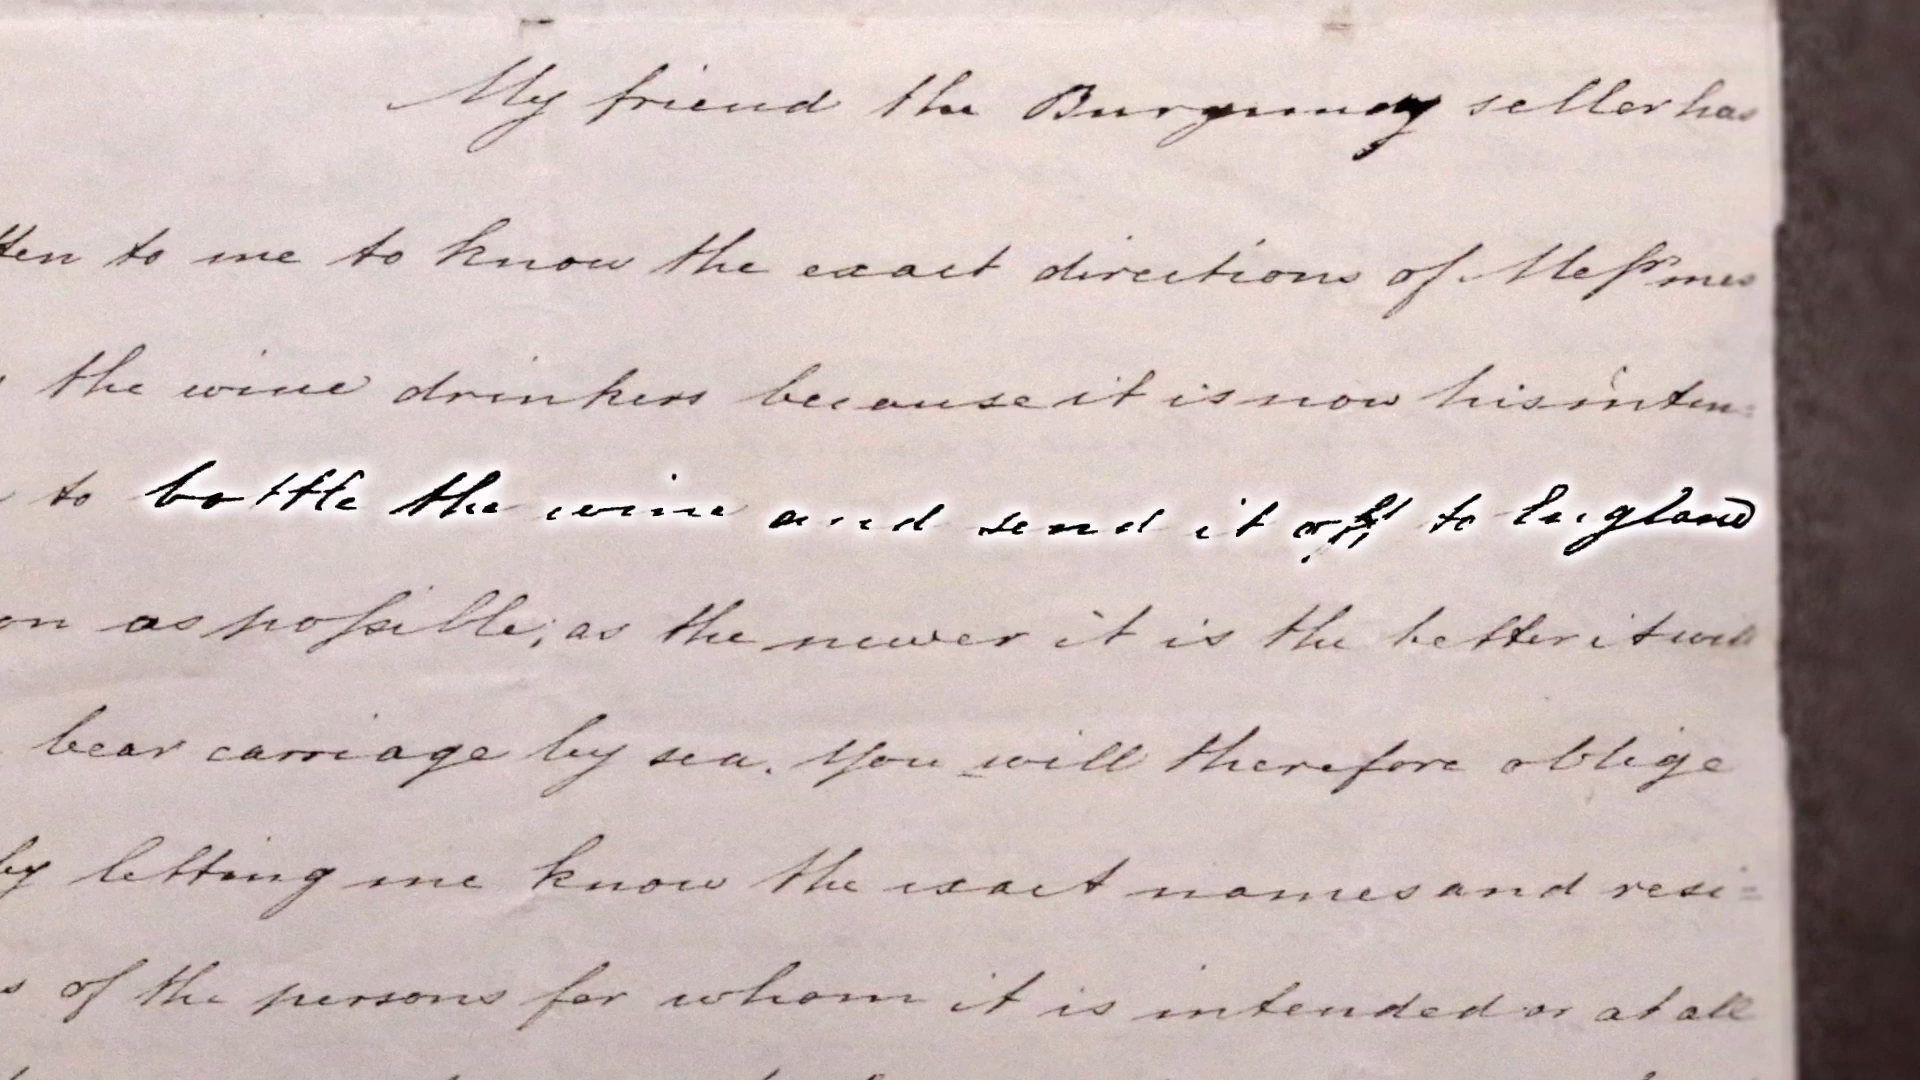 My friend the Burgundy seller has
tten to me to know the exact directions of Messrmes
the wine drinkers because it is now his inten=
to bottle the wine and send it off to England
on as possible; as the newer it is the better it will
bear carriage by sea. You will therefore oblige
by letting me know the exact names and resi=
s of the persons for whom it is intended or at all